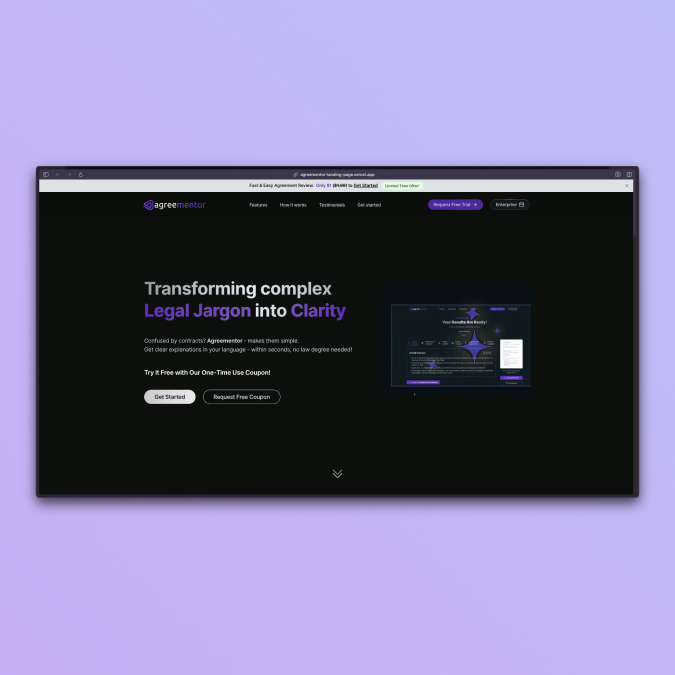 agreementor-landing-page.vercel.app
Fast & Easy Agreement Review. Only $1 ($4.99) to Get Started Limited Time Offer
agreementor
Features How it works Testimonials Get started
Request Free Trial Enterprise
Transforming complex
Legal Jargon into Clarity
Confused by contracts? Agreementor - makes them simple.
Get clear explanations in your language - within seconds, no law degree needed!
Try It Free with Our One-Time Use Coupon!
Get Started Request Free Coupon
Your Results Are Ready!